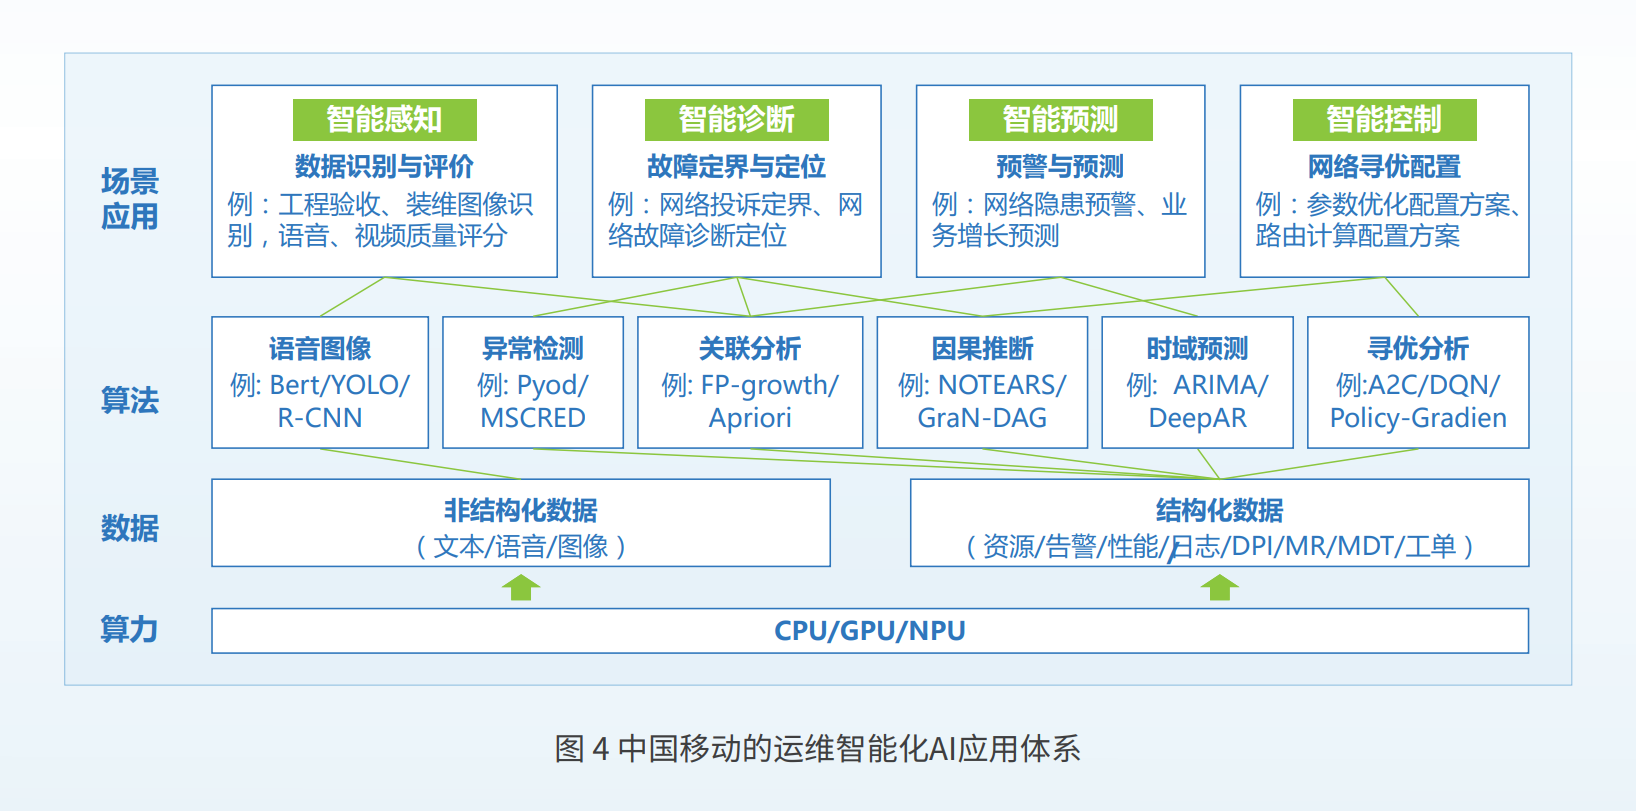 场景
应用
智能感知
数据识别与评价
例：工程验收、装维图像识
别，语音、视频质量评分
智能诊断
故障定界与定位
例：网络投诉定界、网
络故障诊断定位
智能预测
预警与预测
例：网络隐患预警、业
务增长预测
智能控制
网络寻优配置
例：参数优化配置方案、
路由计算配置方案
算法
语音图像
例: Bert/YOLO/
R-CNN
异常检测
例: Pyod/
MSCRED
关联分析
例: FP-growth/
Apriori
因果推断
例: NOTEARS/
GraN-DAG
时域预测
例: ARIMA/
DeepAR
寻优分析
例:A2C/DQN/
Policy-Gradien
数据
非结构化数据
（文本/语音/图像）
结构化数据
（资源/告警/性能/日志/DPI/MR/MDT/工单）
算力
CPU/GPU/NPU
图 4 中国移动的运维智能化AI应用体系